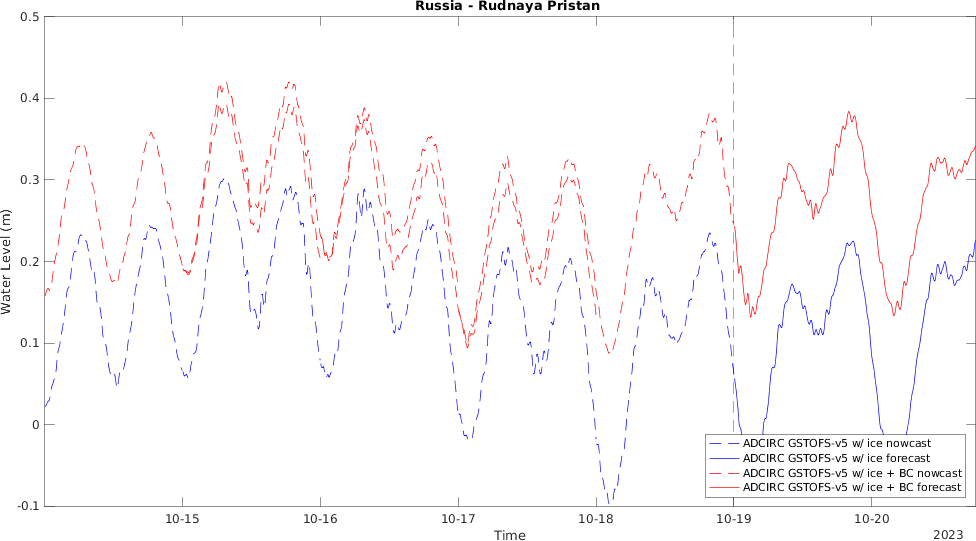 Russia - Rudnaya Pristan
0.5
0.4
0.3
0.2
0.1
0
-0.1
Water Level (m)
10-15
10-16
10-17
10-18
10-19
10-20
Time
2023
ADCIRC GSTOFS-v5 w/ ice nowcast
ADCIRC GSTOFS-v5 w/ ice forecast
ADCIRC GSTOFS-v5 w/ ice + BC nowcast
ADCIRC GSTOFS-v5 w/ ice + BC forecast